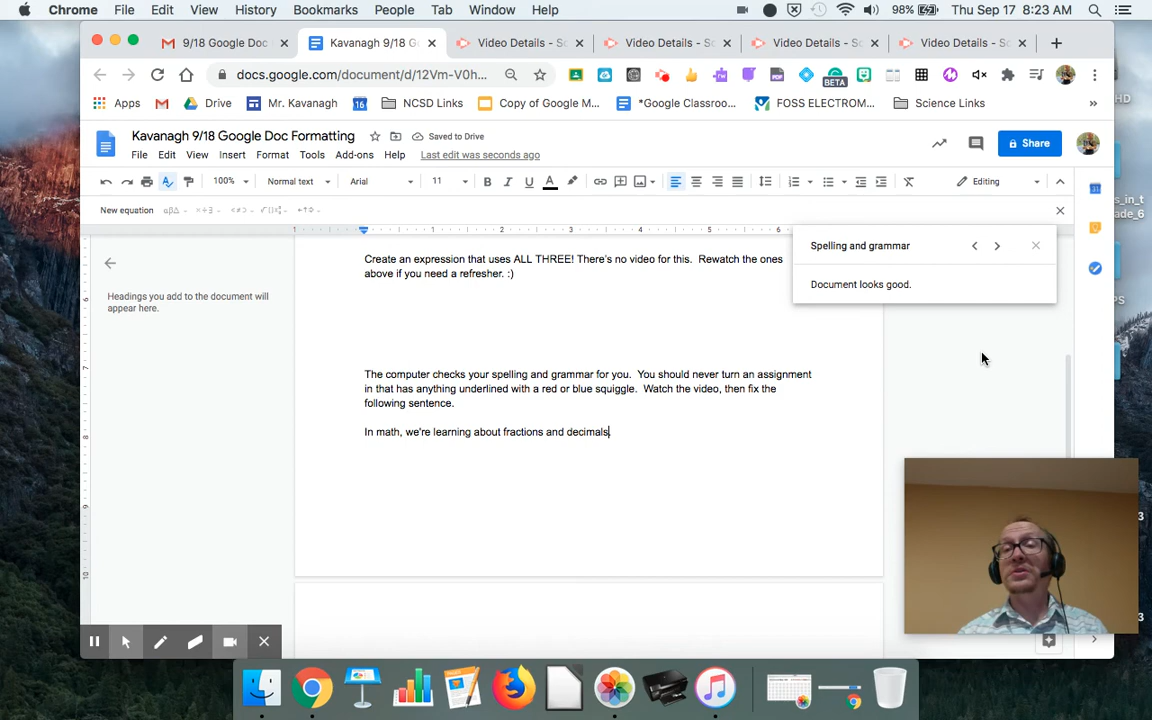 Chrome File Edit View History Bookmarks People Tab Window Help 98% Thu Sep 17 8:23 AM
9/18 Google Doc Kavanagh 9/18 G Video Details - Sc Video Details - Sc Video Details - Sc Video Details - Sc
docs.google.com/document/d/12Vm-V0h... BETA
Apps Drive Mr. Kavanagh 16 NCSD Links Copy of Google M... *Google Classroo... FOSS ELECTROM... Science Links
HD
Kavanagh 9/18 Google Doc Formatting Saved to Drive
File Edit View Insert Format Tools Add-ons Help Last edit was seconds ago Share
100% Normal text Arial 11 B I U A Editing
New equation
Spelling and grammar
Document looks good.
Headings you add to the document will
appear here.
Create an expression that uses ALL THREE! There's no video for this. Rewatch the ones
above if you need a refresher. :)
The computer checks your spelling and grammar for you. You should never turn an assignment
in that has anything underlined with a red or blue squiggle. Watch the video, then fix the
following sentence.
In math, we're learning about fractions and decimals.